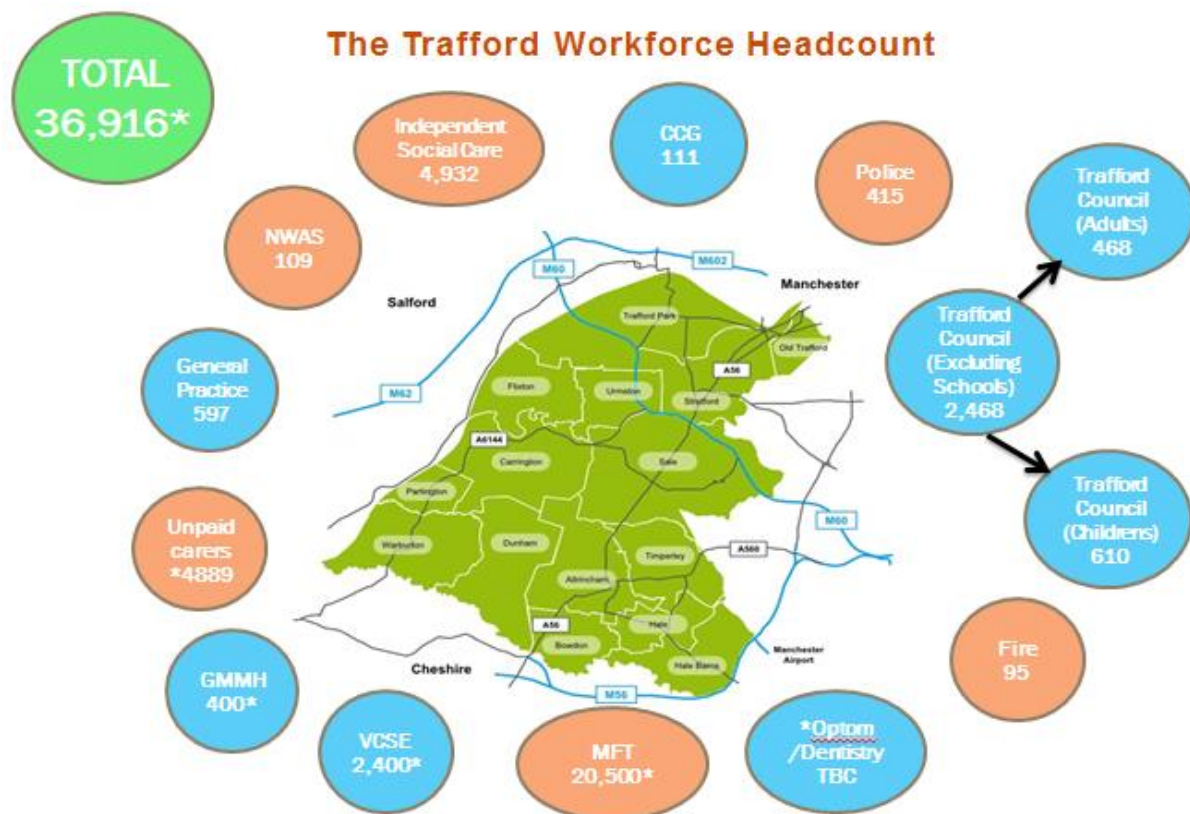 The Trafford Workforce Headcount
TOTAL
36,916*
Independent
Social Care
4,932
CCG
111
Police
415
Trafford
Council
(Adults)
468
NWAS
109
Trafford
Council
(Excluding
Schools)
2,468
General
Practice
597
Trafford
Council
(Childrens)
610
Unpaid
carers
*4889
Fire
95
GMMH
400*
VCSE
2,400*
MFT
20,500*
*Optom
/Dentistry
TBC
M60
M602
Salford
Manchester
Trafford Park
Old Trafford
A56
M62
Flixton
Urmston
Stretford
A6144
Carrington
Sale
Partington
M60
Warburton
Dunham
Timperley
A560
Altrincham
A56
Bowdon
Hale
Hale Barns
Manchester
Airport
Cheshire
M56